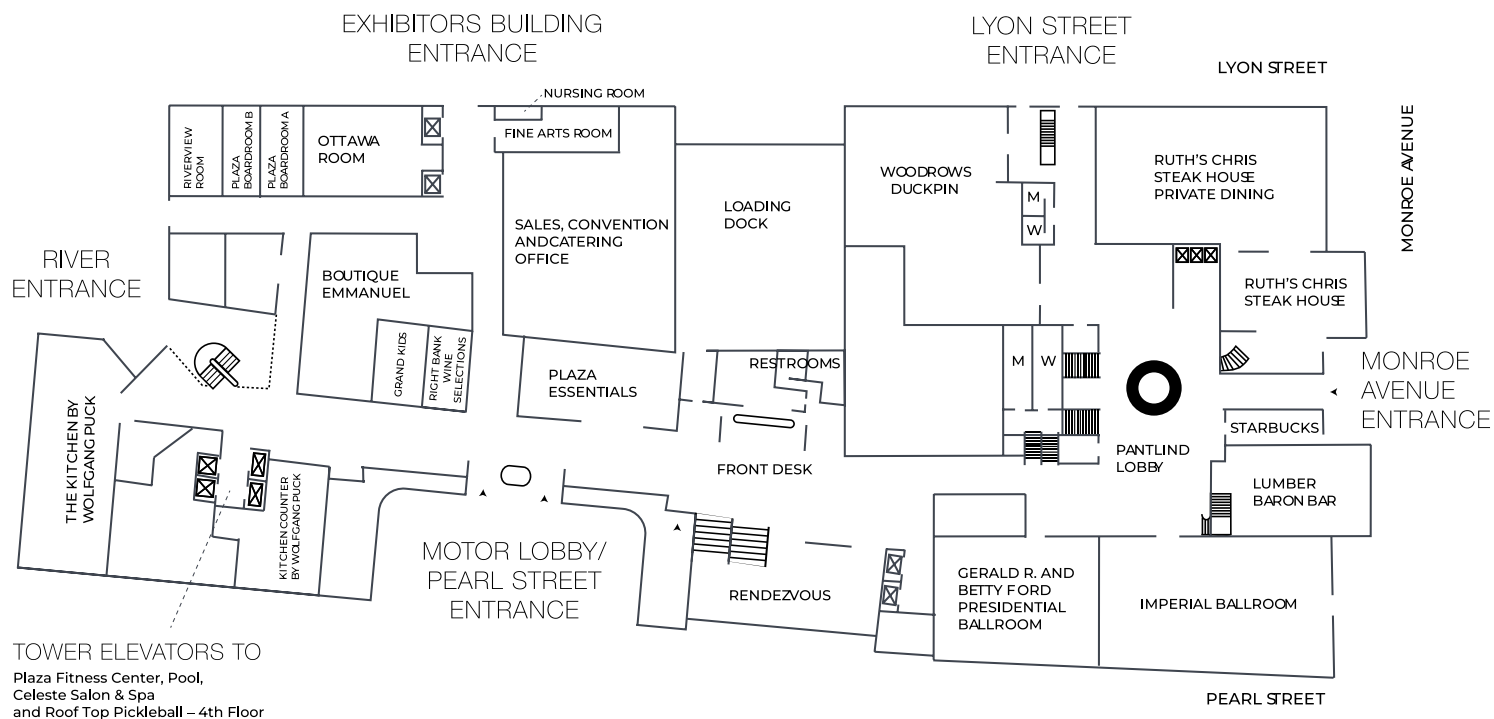 EXHIBITORS BUILDING
ENTRANCE
LYON STREET
ENTRANCE
LYON STREET
MONROE AVENUE
NURSING ROOM
FINE ARTS ROOM
RIVERVIEW
ROOM
PLAZA
BOARDROOM B
PLAZA
BOARDROOM A
OTTAWA
ROOM
WOODROWS
DUCKPIN
RUTH'S CHRIS
STEAK HOUSE
PRIVATE DINING
M
W
LOADING
DOCK
SALES, CONVENTION
ANDCATERING
OFFICE
RIVER
ENTRANCE
BOUTIQUE
EMMANUEL
RUTH'S CHRIS
STEAK HOUSE
GRAND KIDS
RIGHT BANK
WINE
SELECTIONS
PLAZA
ESSENTIALS
RESTROOMS
M
W
MONROE
AVENUE
ENTRANCE
THE KITCHEN BY
WOLFGANG PUCK
STARBUCKS
PANTLIND
LOBBY
FRONT DESK
LUMBER
BARON BAR
KITCHEN COUNTER
BY WOLFGANG PUCK
MOTOR LOBBY/
PEARL STREET
ENTRANCE
RENDEZVOUS
GERALD R. AND
BETTY FORD
PRESIDENTIAL
BALLROOM
IMPERIAL BALLROOM
TOWER ELEVATORS TO
Plaza Fitness Center, Pool,
Celeste Salon & Spa
and Roof Top Pickleball – 4th Floor
PEARL STREET